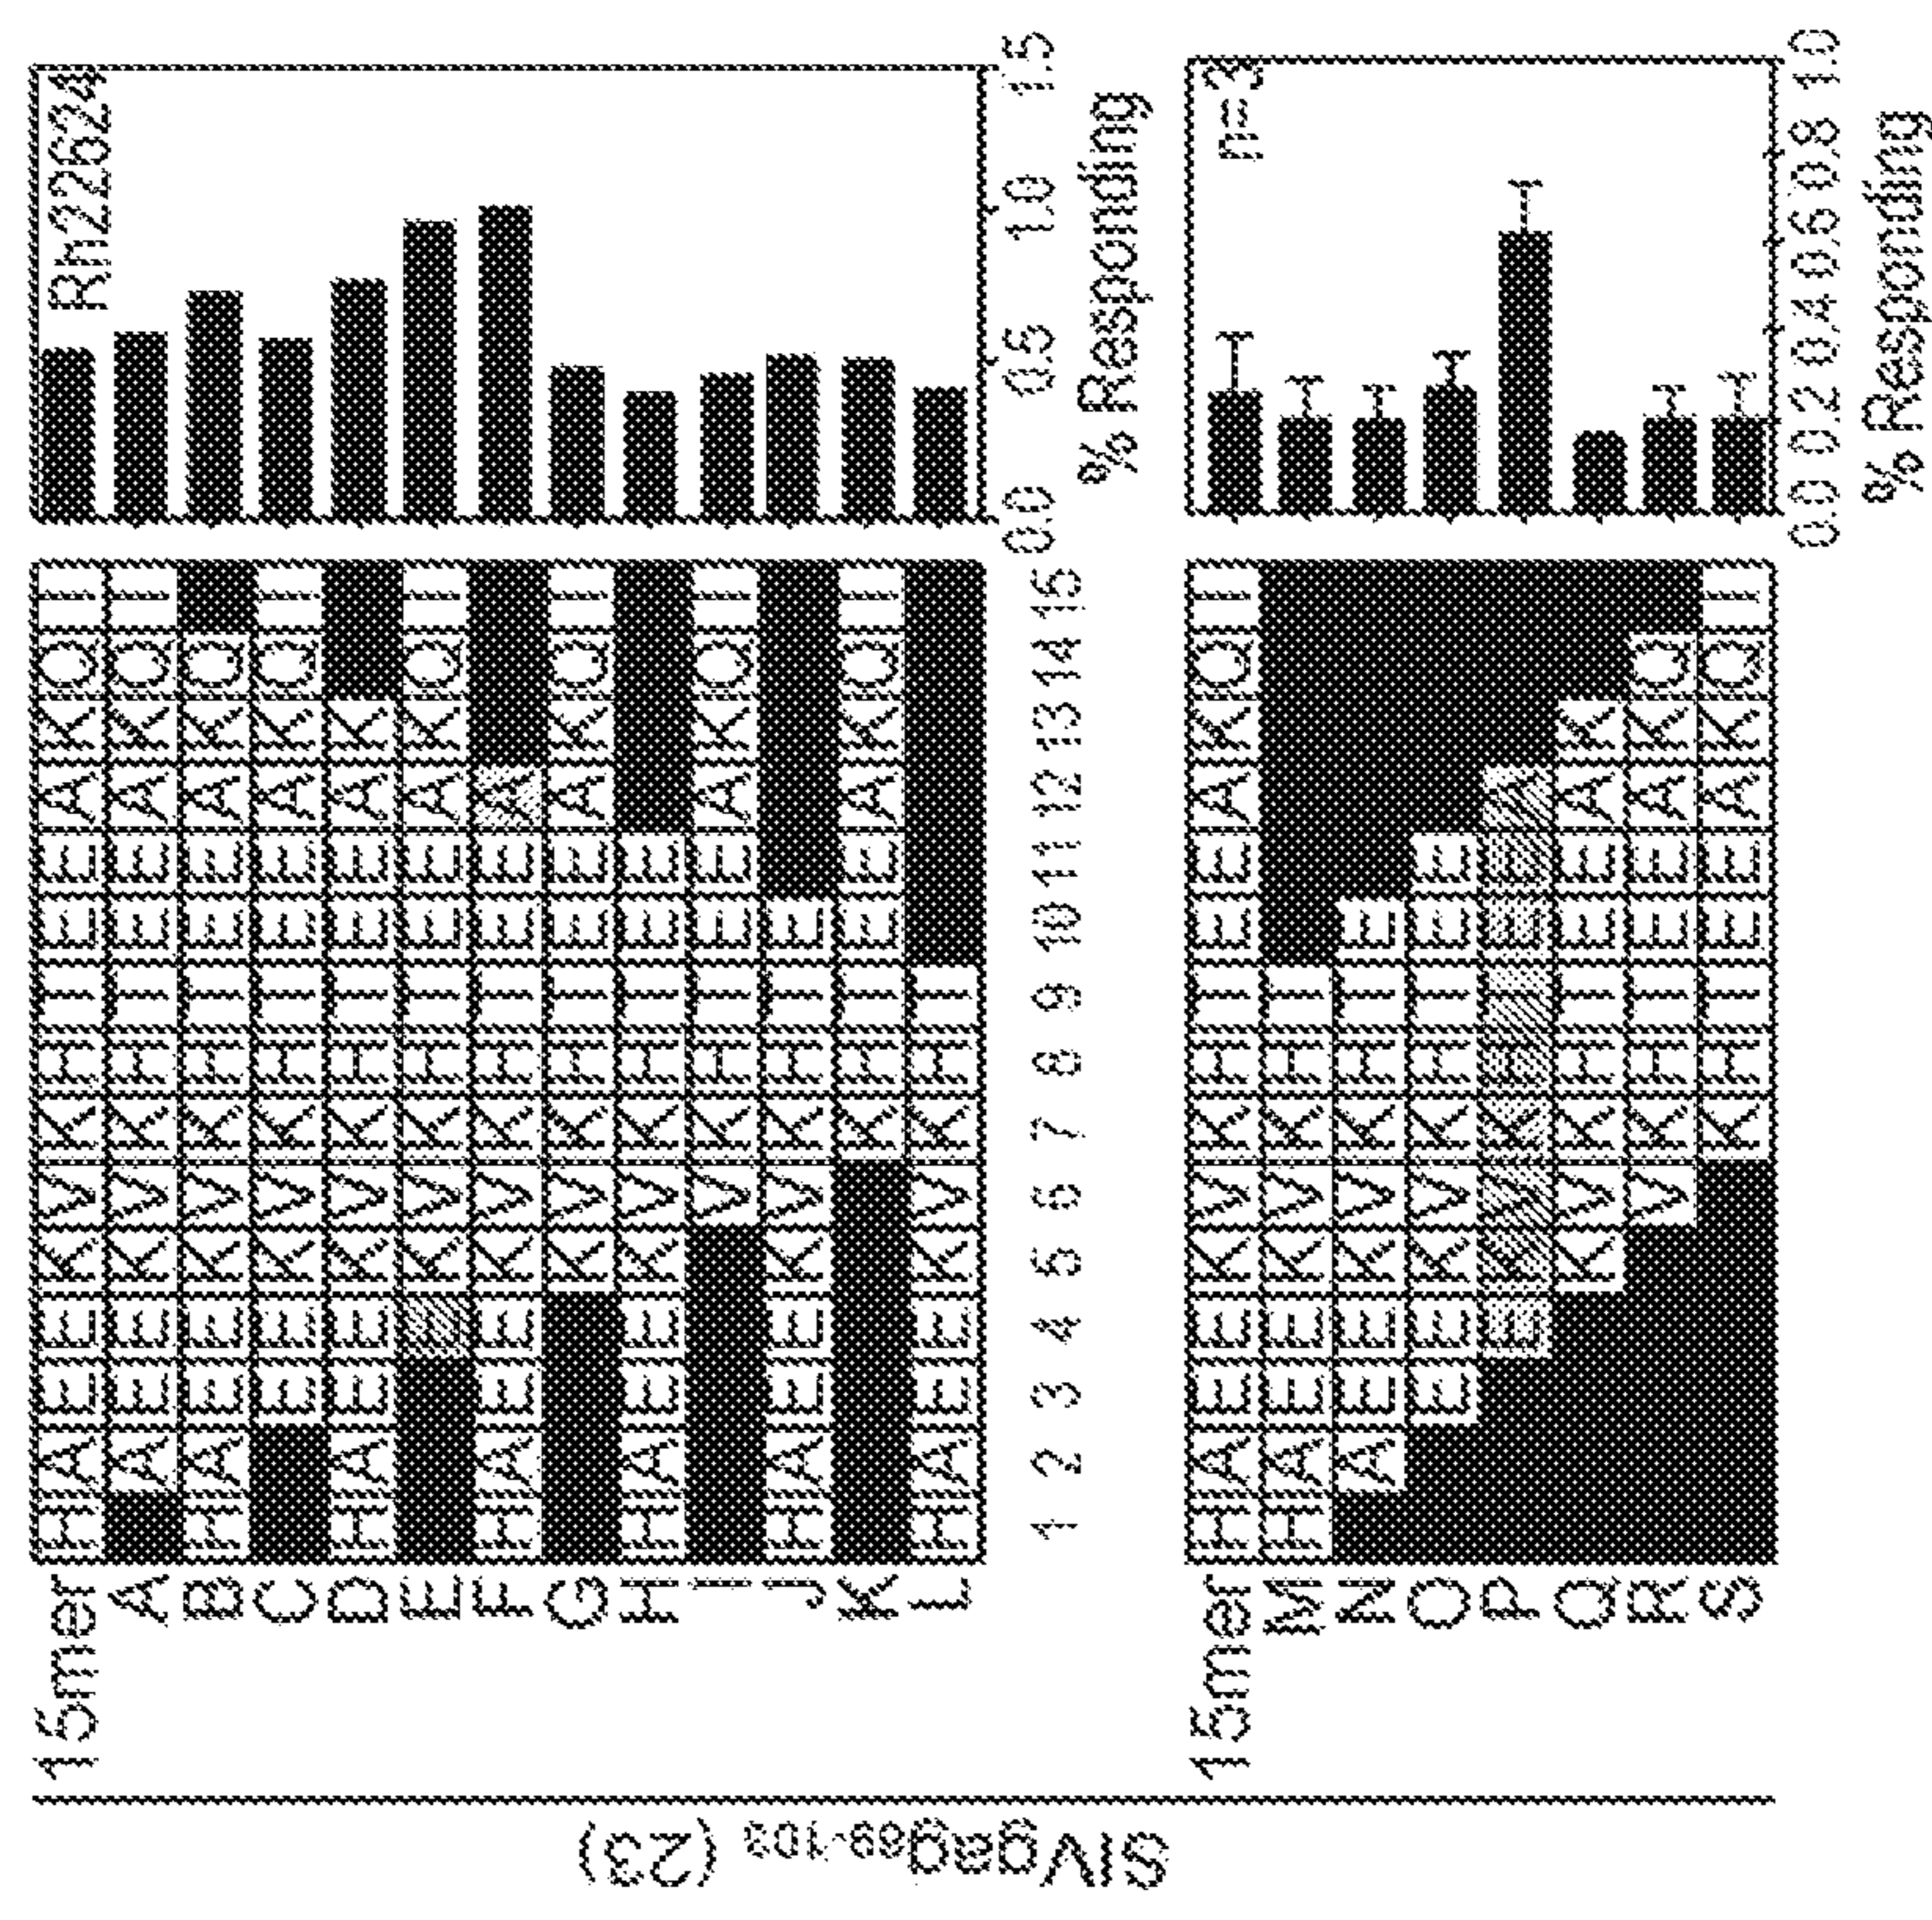 SIVgag89-103 (23)
Rh22624
15mer H A E E K V K H T E E A K Q I
A A E E K V K H T E E A K Q I
B H A E E K V K H T E E A K Q
C E E K V K H T E E A K Q I
D H A E E K V K H T E E A K
E E K V K H T E E A K Q I
F H A E E K V K H T E E A
G K V K H T E E A K Q I
H H A E E K V K H T E E
I V K H T E E A K Q I
J H A E E K V K H T E
K K H T E E A K Q I
L H A E E K V K H T
1 2 3 4 5 6 7 8 9 10 11 12 13 14 15
0.0 0.5 1.0 1.5
% Responding
n=3
15mer H A E E K V K H T E E A K Q I
M H A E E K V K H T
N A E E K V K H T E
O E E K V K H T E E
P E K V K H T E E A
Q K V K H T E E A K
R V K H T E E A K Q
S K H T E E A K Q I
0.0 0.2 0.4 0.6 0.8 1.0
% Responding